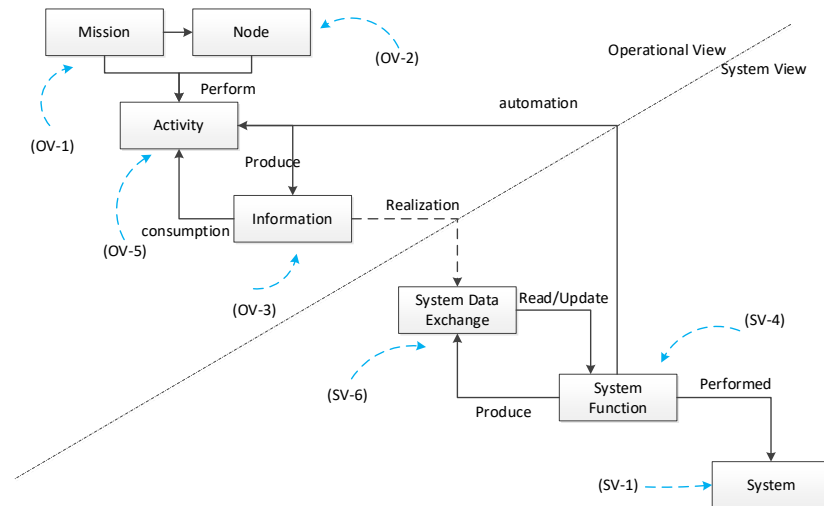 Mission
Node
(OV-2)
Operational View
System View
Perform
automation
Activity
(OV-1)
Produce
Realization
Information
consumption
(OV-5)
(OV-3)
System Data
Exchange
Read/Update
(SV-4)
(SV-6)
System
Function
Performed
Produce
(SV-1)
System